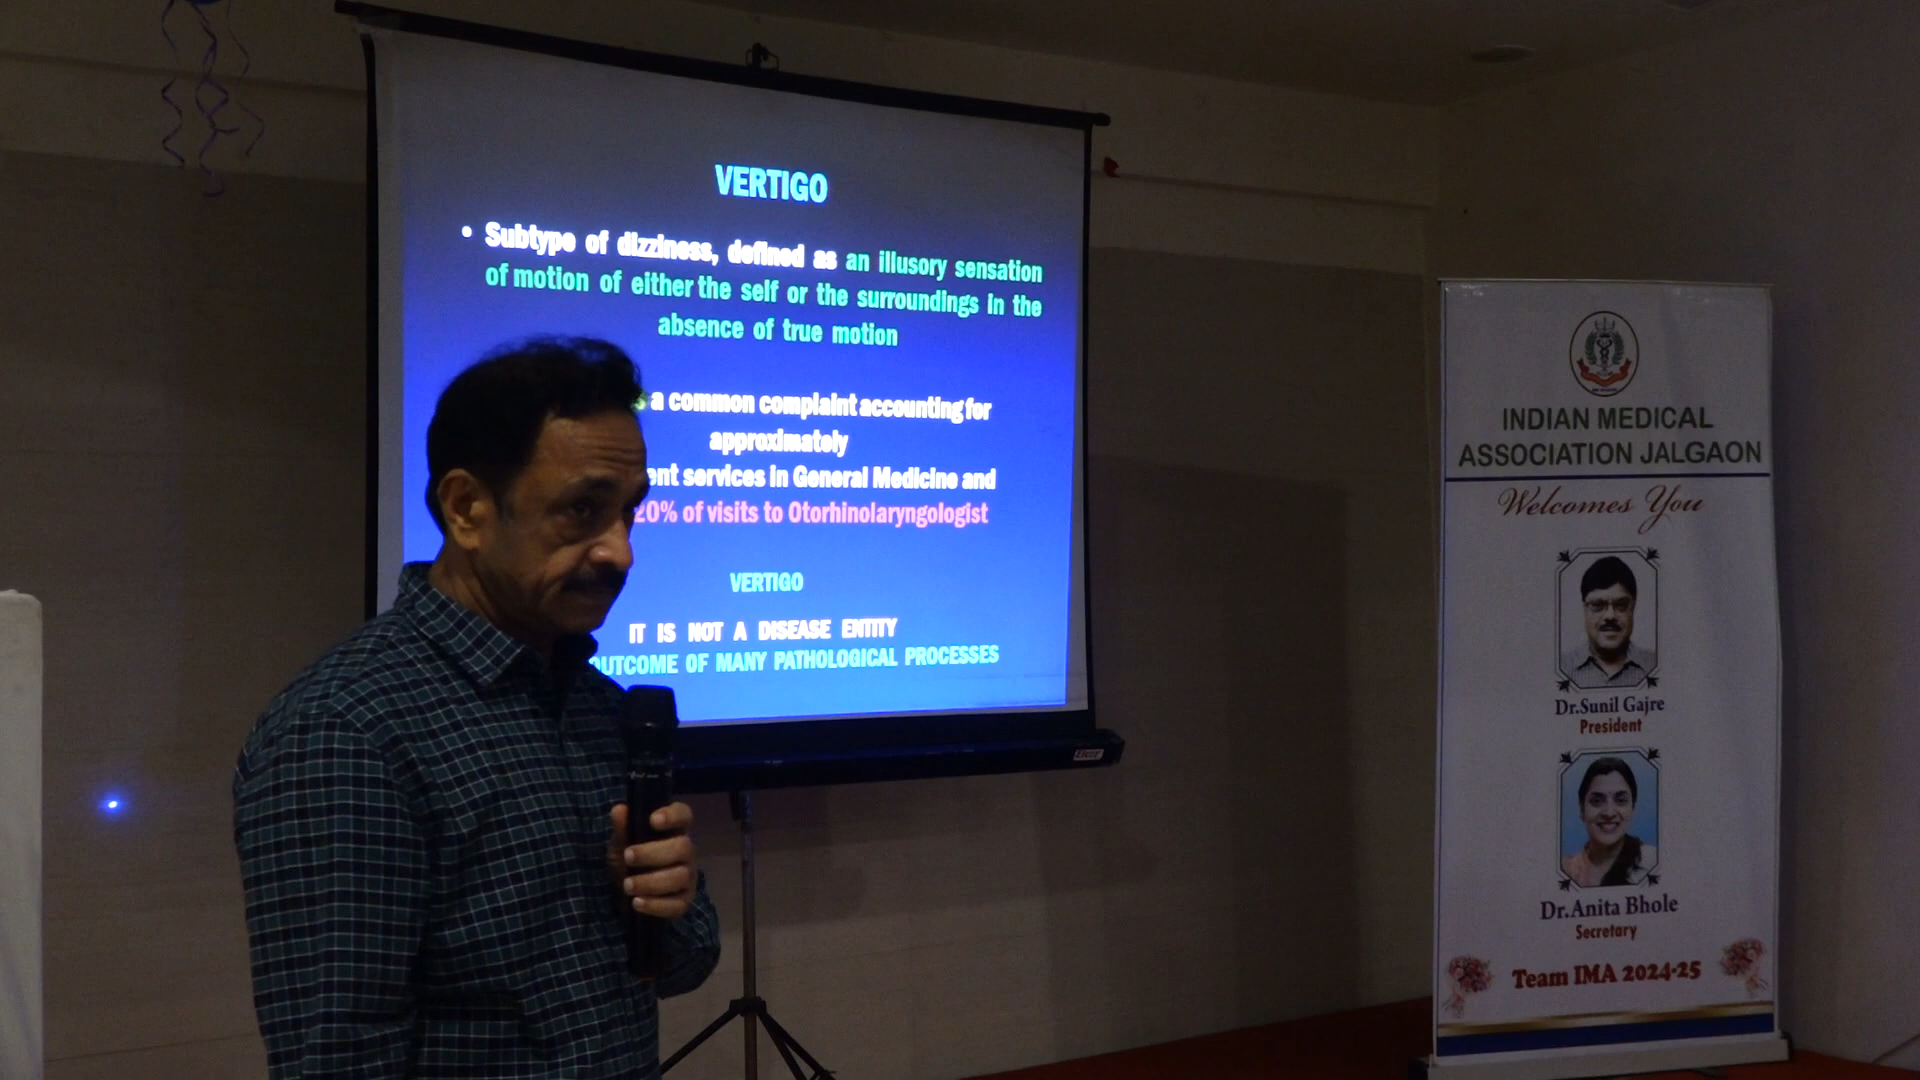 VERTIGO
• Subtype of dizziness, defined as an illusory sensation
of motion of either the self or the surroundings in the
absence of true motion
a common complaint accounting for
approximately
services in General Medicine and
20% of visits to Otorhinolaryngologist
VERTIGO
IT IS NOT A DISEASE ENTITY
OUTCOME OF MANY PATHOLOGICAL PROCESSES
Elcor
INDIAN MEDICAL
ASSOCIATION JALGAON
Welcomes You
Dr.Sunil Gajre
President
Dr.Anita Bhole
Secretary
Team IMA 2024-25